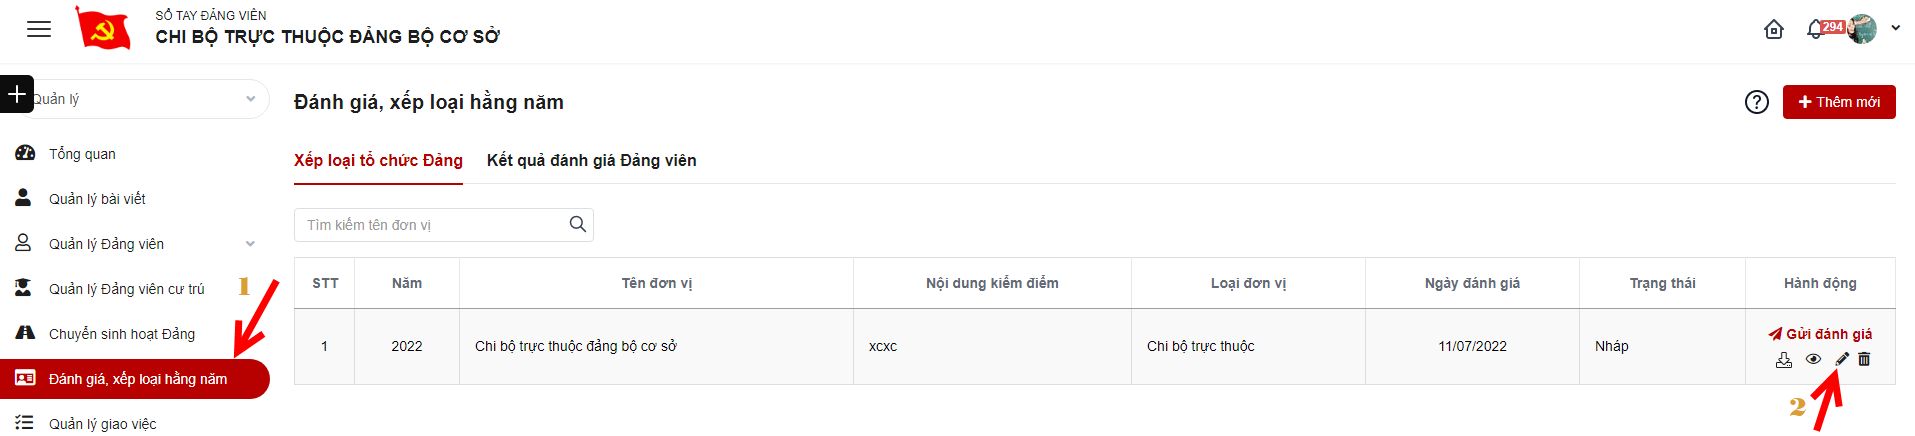 SỔ TAY ĐẢNG VIÊN
CHI BỘ TRỰC THUỘC ĐẢNG BỘ CƠ SỞ
294
Quản lý
Đánh giá, xếp loại hằng năm
Thêm mới
Tổng quan
Xếp loại tổ chức Đảng Kết quả đánh giá Đảng viên
Quản lý bài viết
Tìm kiếm tên đơn vị
Quản lý Đảng viên
Quản lý Đảng viên cư trú
1
STT Năm Tên đơn vị Nội dung kiểm điểm Loại đơn vị Ngày đánh giá Trạng thái Hành động
Chuyển sinh hoạt Đảng
1 2022 Chi bộ trực thuộc đảng bộ cơ sở xcxc Chi bộ trực thuộc 11/07/2022 Nháp Gửi đánh giá
Đánh giá, xếp loại hằng năm
2
Quản lý giao việc